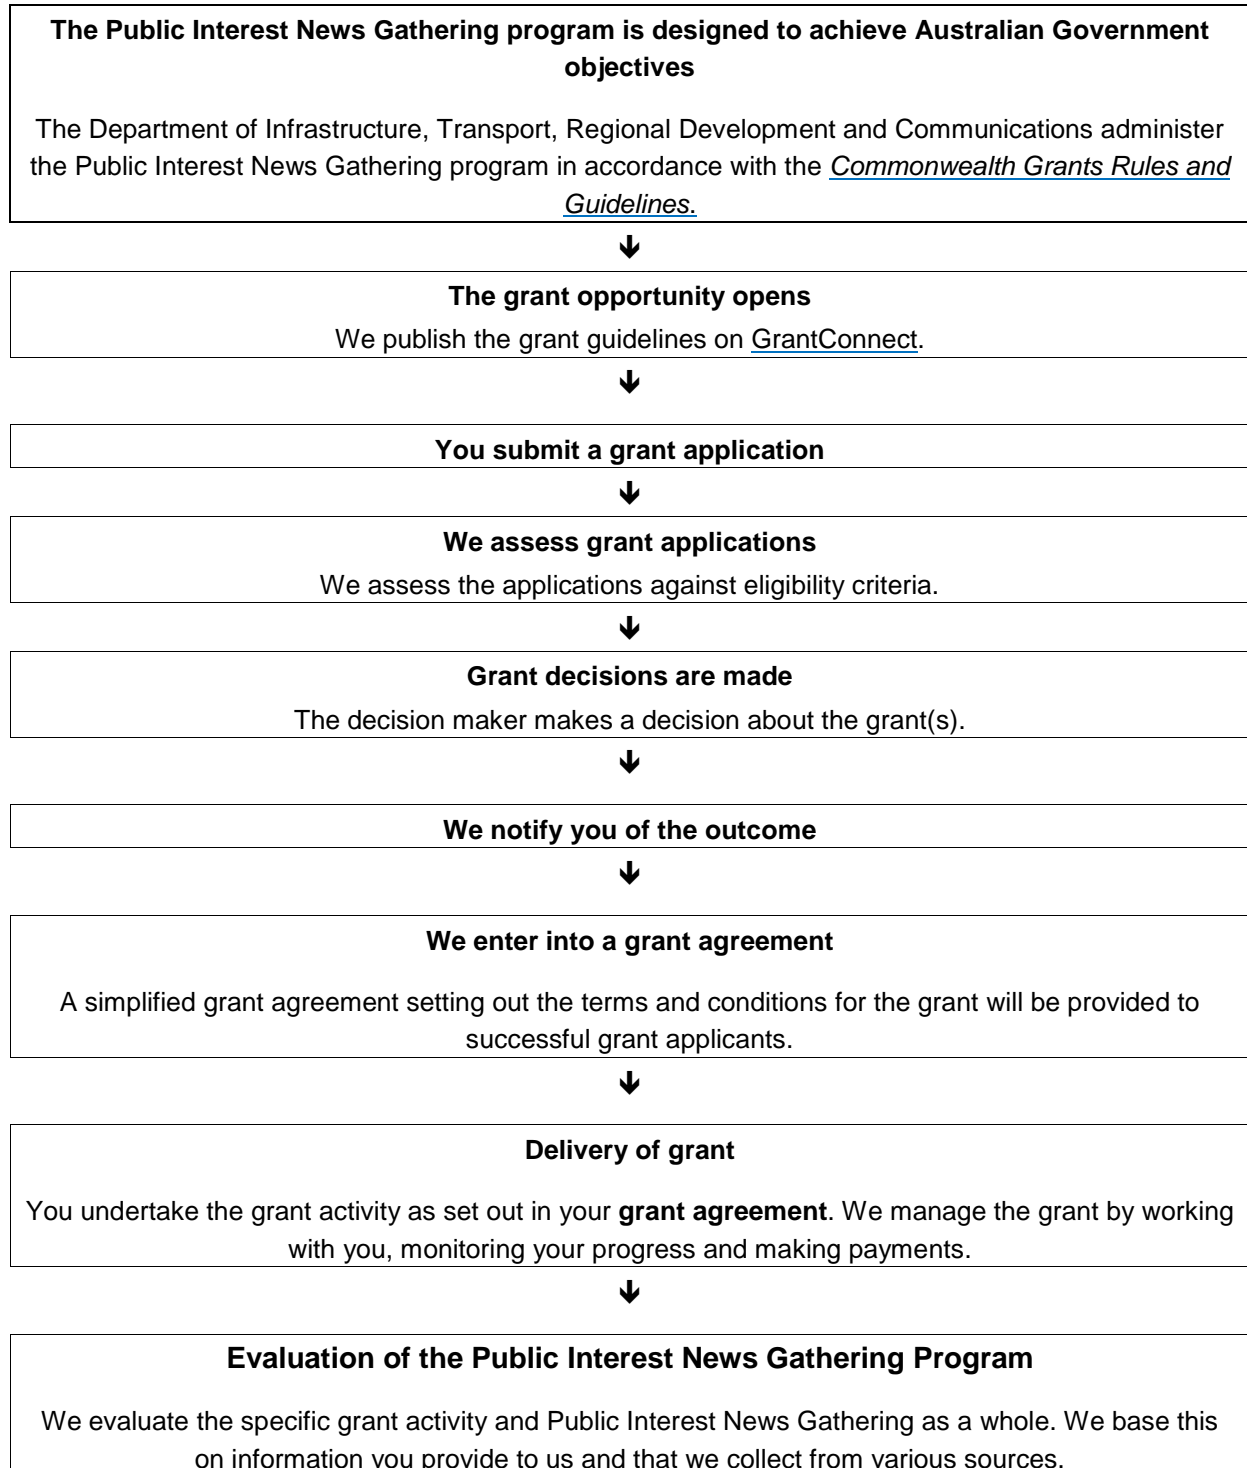 The Public Interest News Gathering program is designed to achieve Australian Government
objectives
The Department of Infrastructure, Transport, Regional Development and Communications administer
the Public Interest News Gathering program in accordance with the Commonwealth Grants Rules and
Guidelines.
The grant opportunity opens
We publish the grant guidelines on GrantConnect.
You submit a grant application
We assess grant applications
We assess the applications against eligibility criteria.
Grant decisions are made
The decision maker makes a decision about the grant(s).
We notify you of the outcome
We enter into a grant agreement
A simplified grant agreement setting out the terms and conditions for the grant will be provided to
successful grant applicants.
Delivery of grant
You undertake the grant activity as set out in your grant agreement. We manage the grant by working
with you, monitoring your progress and making payments.
Evaluation of the Public Interest News Gathering Program
We evaluate the specific grant activity and Public Interest News Gathering as a whole. We base this
on information you provide to us and that we collect from various sources.